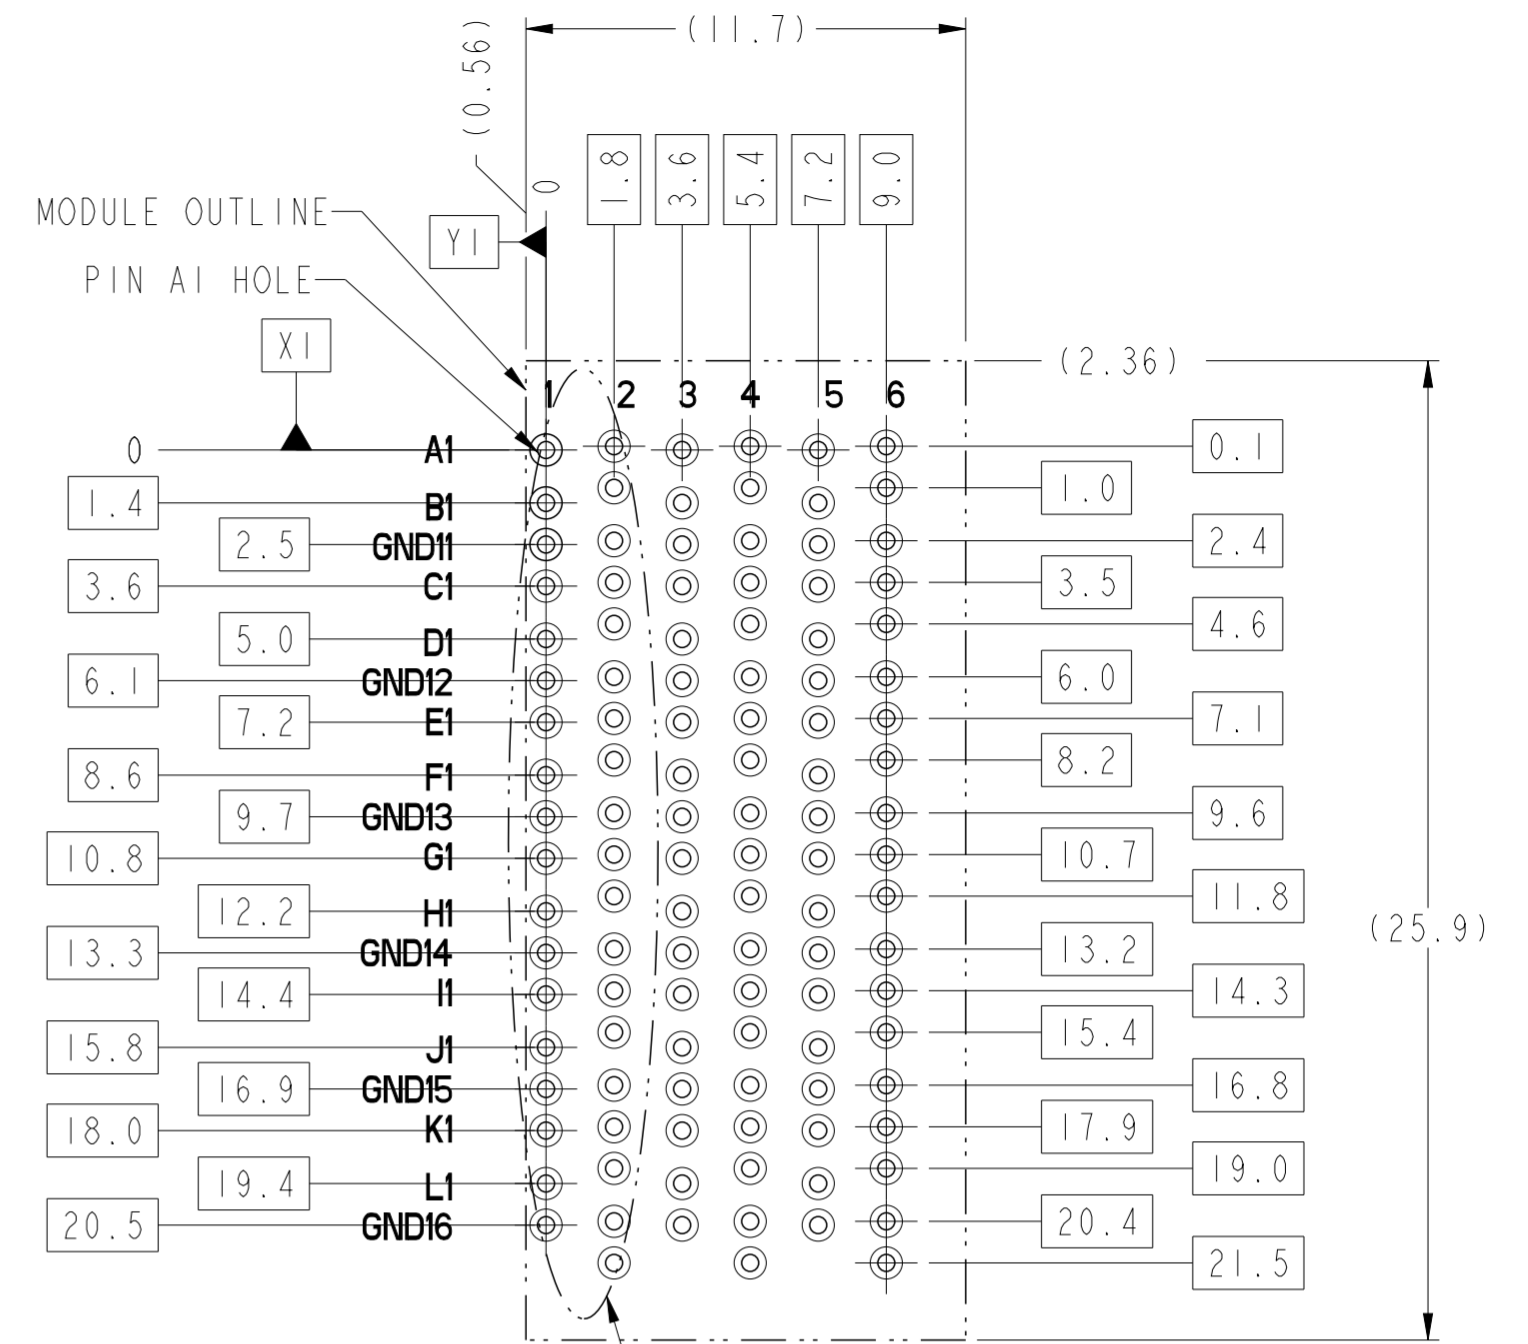 (11.7)
(0.56)
0
1.8
3.6
5.4
7.2
9.0
MODULE OUTLINE
Y1
PIN A1 HOLE
X1
(2.36)
1 2 3 4 5 6
0 A1 0.1
1.0
1.4 B1
2.5 GND11 2.4
3.6 C1 3.5
4.6
5.0 D1
6.1 GND12 6.0
7.2 E1 7.1
8.2
8.6 F1
9.7 GND13 9.6
10.8 G1 10.7
11.8
12.2 H1
(25.9)
13.3 GND14 13.2
14.4 I1 14.3
15.4
15.8 J1
16.9 GND15 16.8
18.0 K1 17.9
19.0
19.4 L1
20.5 GND16 20.4
21.5